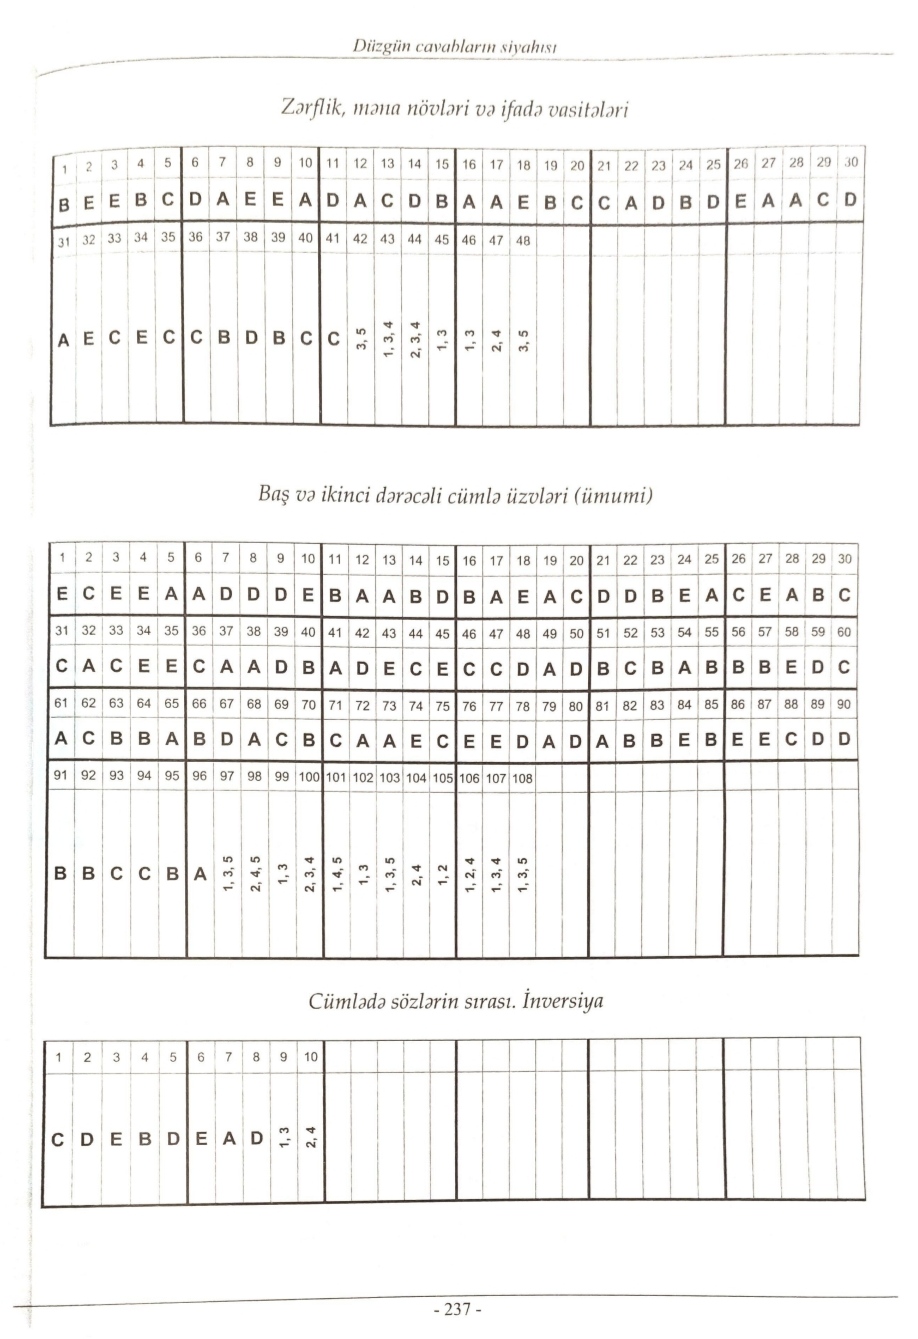 Düzgün cavabların siyahısı
Zərflik, məna növləri və ifadə vasitələri
1 2 3 4 5 6 7 8 9 10 11 12 13 14 15 16 17 18 19 20 21 22 23 24 25 26 27 28 29 30
B E E B C D A E E A D A C D B A A E B C C A D B D E A A C D
31 32 33 34 35 36 37 38 39 40 41 42 43 44 45 46 47 48
A E C E C C B D B C C 3, 5 1, 3, 4 2, 3, 4 1, 3 1, 3 2, 4 3, 5
Baş və ikinci dərəcəli cümlə üzvləri (ümumi)
1 2 3 4 5 6 7 8 9 10 11 12 13 14 15 16 17 18 19 20 21 22 23 24 25 26 27 28 29 30
E C E E A A D D D E B A A B D B A E A C D D B E A C E A B C
31 32 33 34 35 36 37 38 39 40 41 42 43 44 45 46 47 48 49 50 51 52 53 54 55 56 57 58 59 60
C A C E E C A A D B A D E C E C C D A D B C B A B B B E D C
61 62 63 64 65 66 67 68 69 70 71 72 73 74 75 76 77 78 79 80 81 82 83 84 85 86 87 88 89 90
A C B B A B D A C B C A A E C E E D A D A B B E B E E C D D
91 92 93 94 95 96 97 98 99 100 101 102 103 104 105 106 107 108
B B C C B A 1, 3, 5 2, 4, 5 1, 3 2, 3, 4 1, 4, 5 1, 3 1, 3, 5 2, 4 1, 2 1, 2, 4 1, 3, 4 1, 3, 5
Cümlədə sözlərin sırası. İnversiya
1 2 3 4 5 6 7 8 9 10
C D E B D E A D 1, 3 2, 4
- 237 -